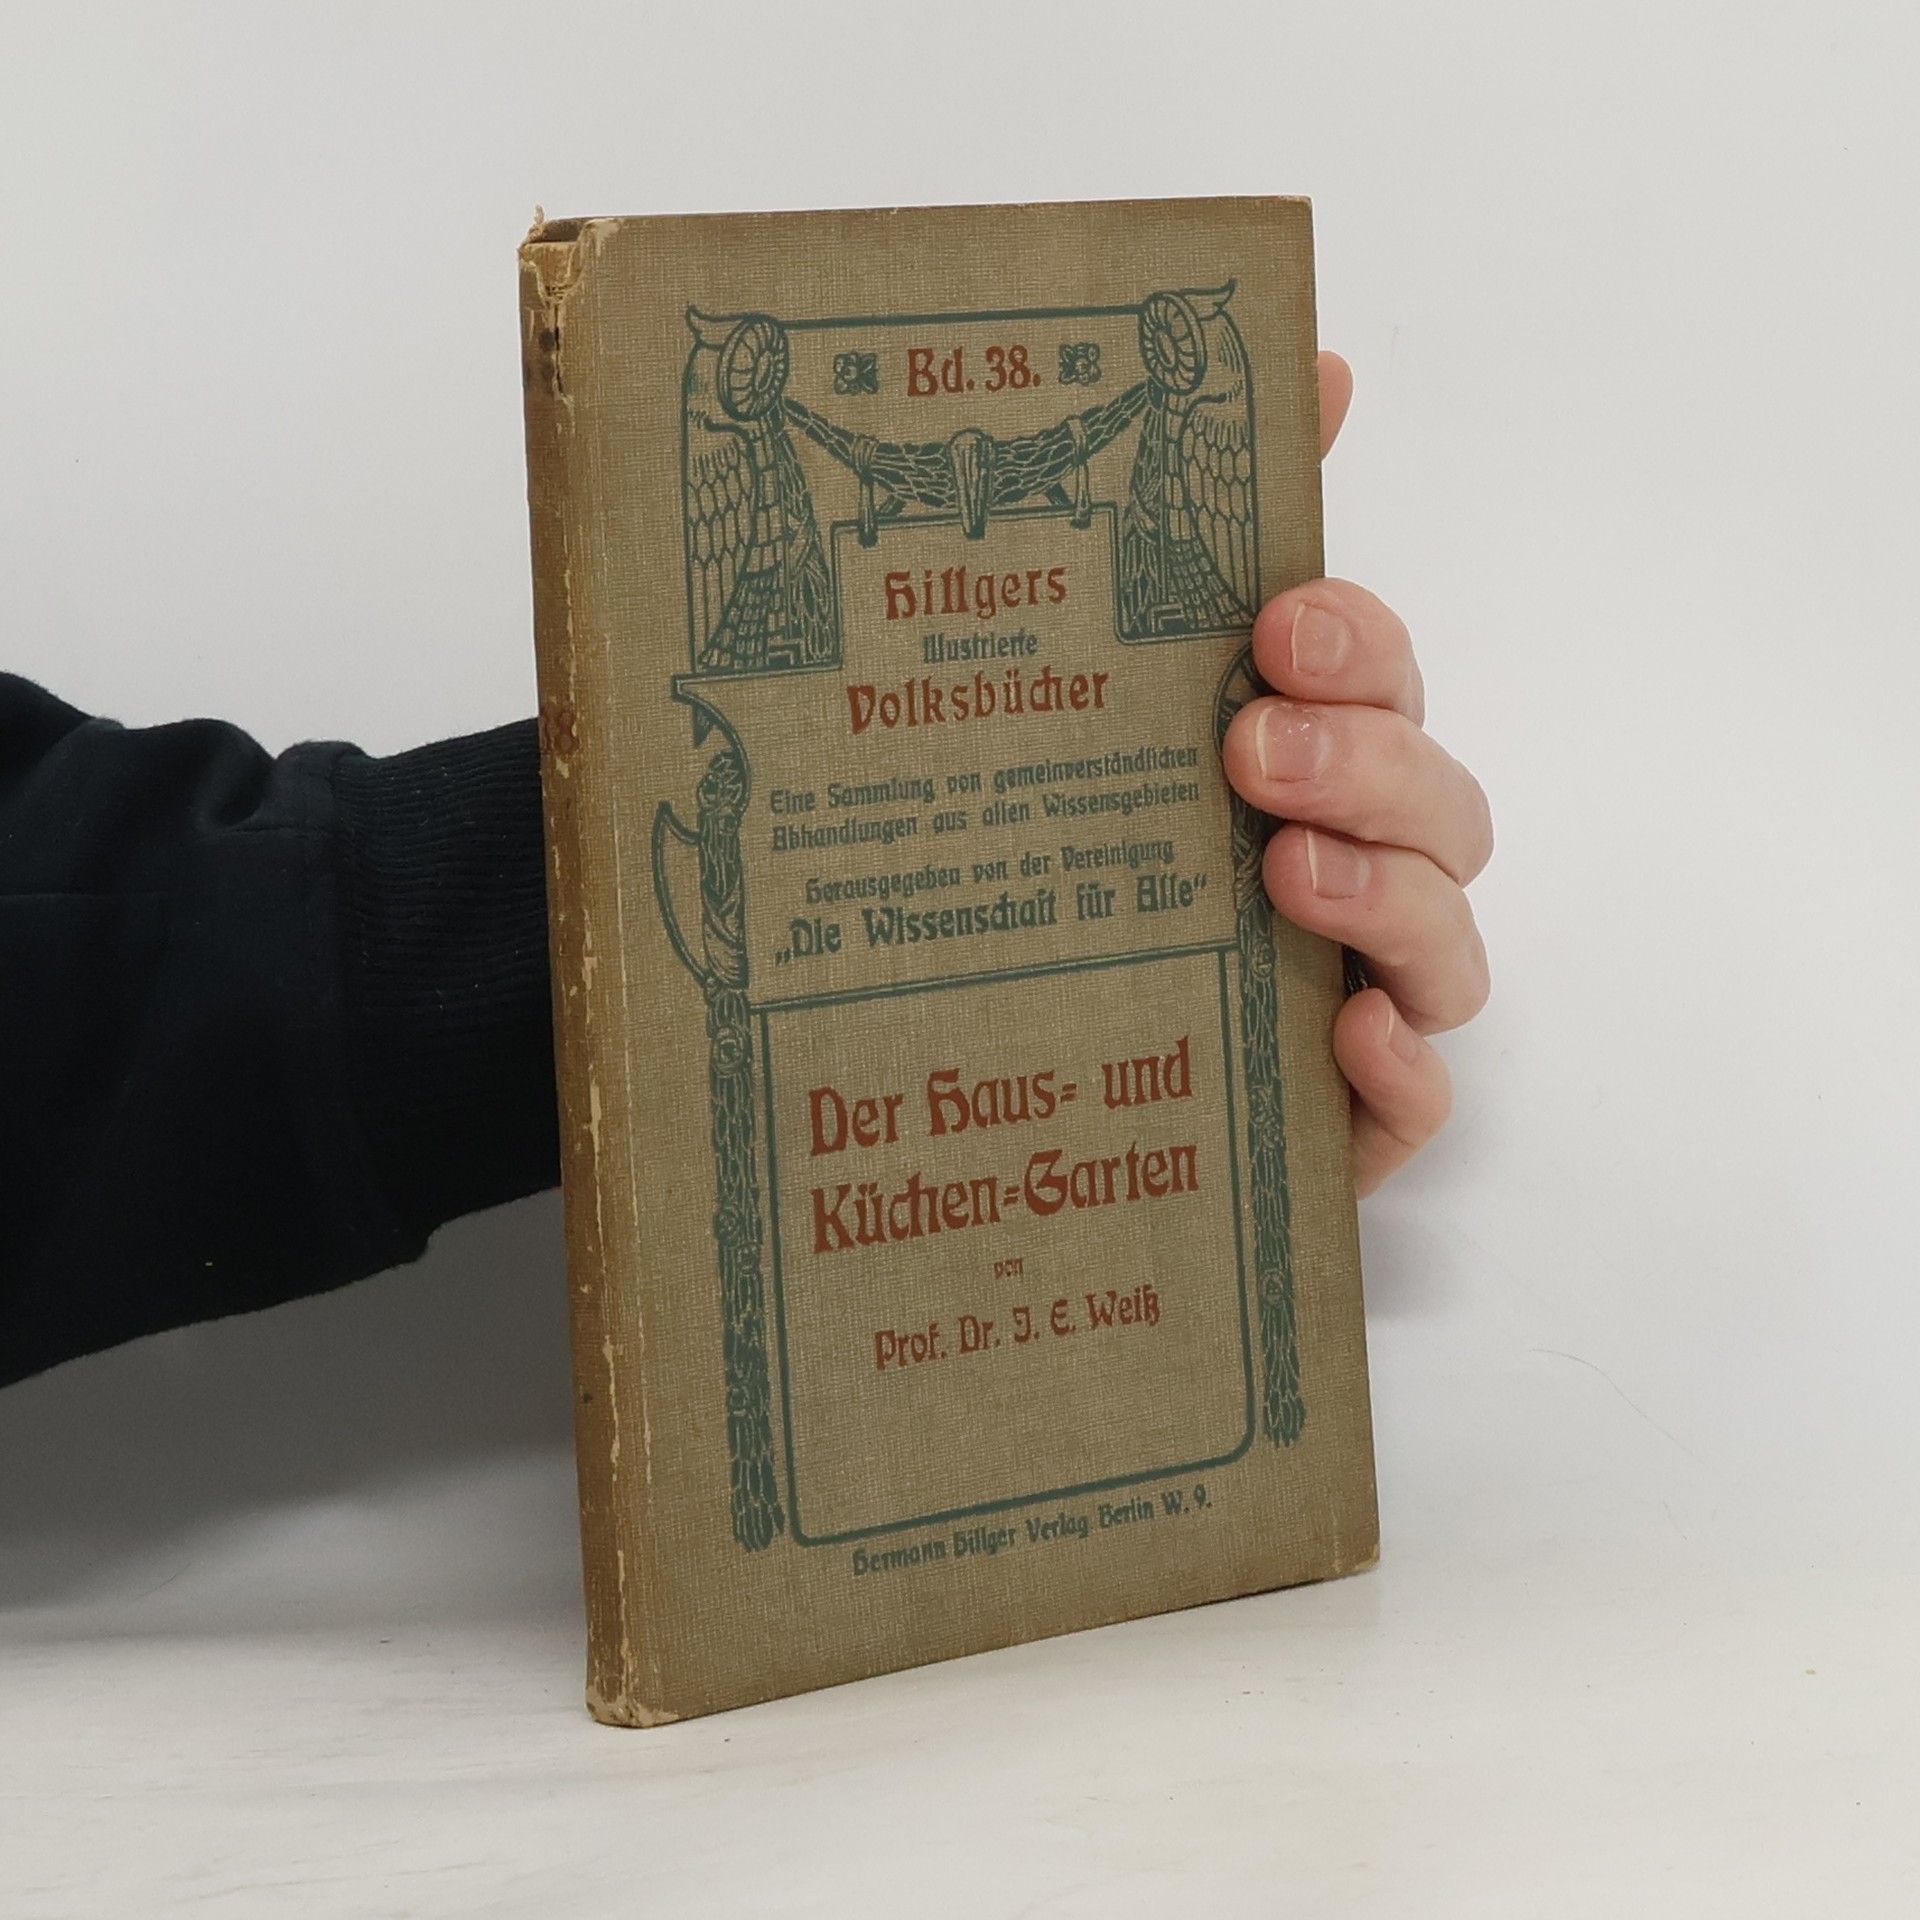 Bd. 38.
Hillgers
Illustrierte
Volksbücher
Eine Sammlung von gemeinverständlichen
Abhandlungen aus allen Wissensgebieten
Herausgegeben von der Vereinigung
„Die Wissenschaft für Alle“
Der Haus= und
Küchen=Garten
von
Prof. Dr. J. E. Weiß
Hermann Hillger Verlag Berlin W. 9.
38